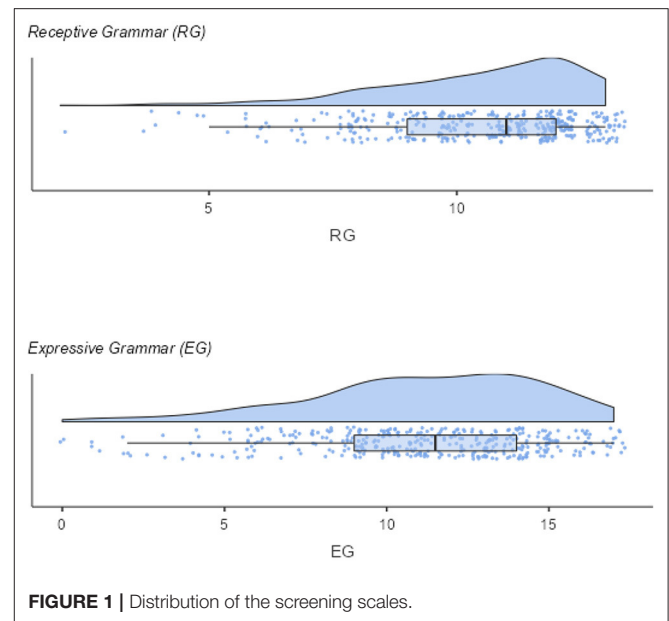 Receptive Grammar (RG)
5 10
RG
Expressive Grammar (EG)
0 5 10 15
EG
FIGURE 1 | Distribution of the screening scales.